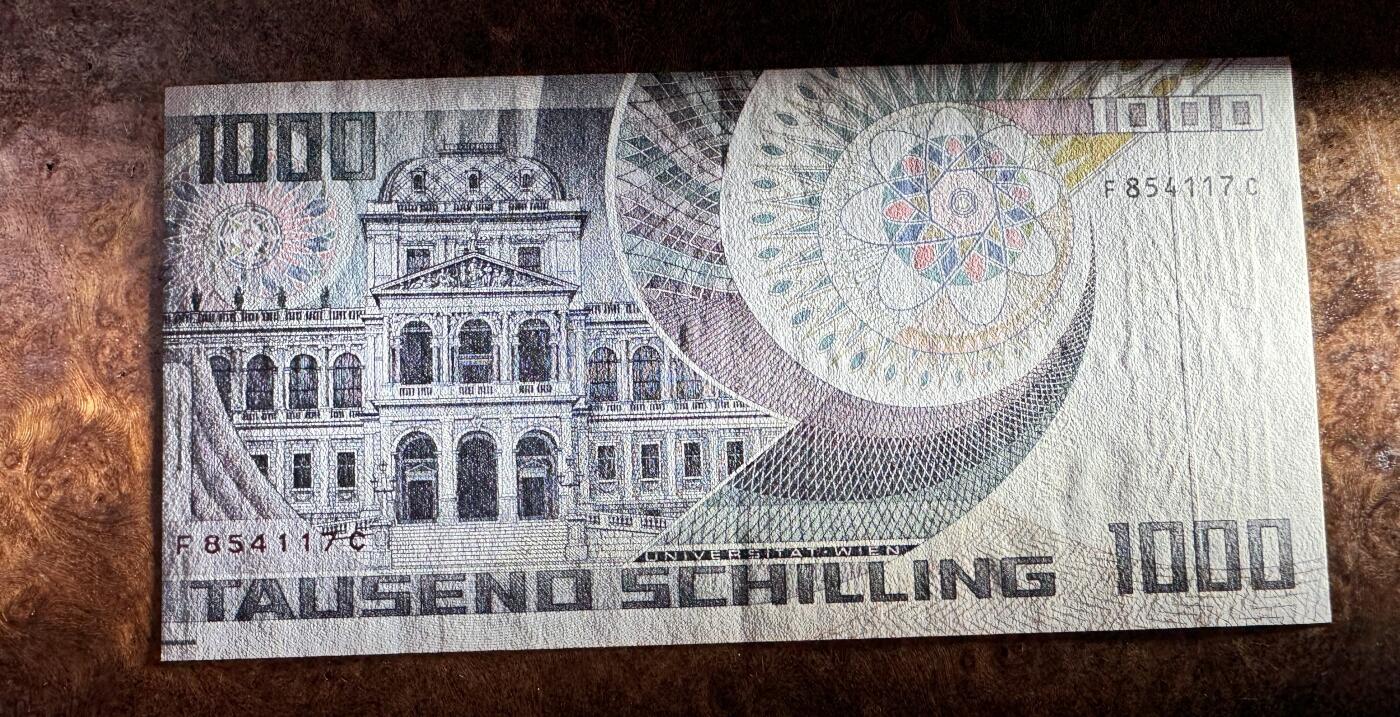 1000
1000
F 854117 C
F 854117 C
UNIVERSITÄT·WIEN
TAUSEND SCHILLING
1000